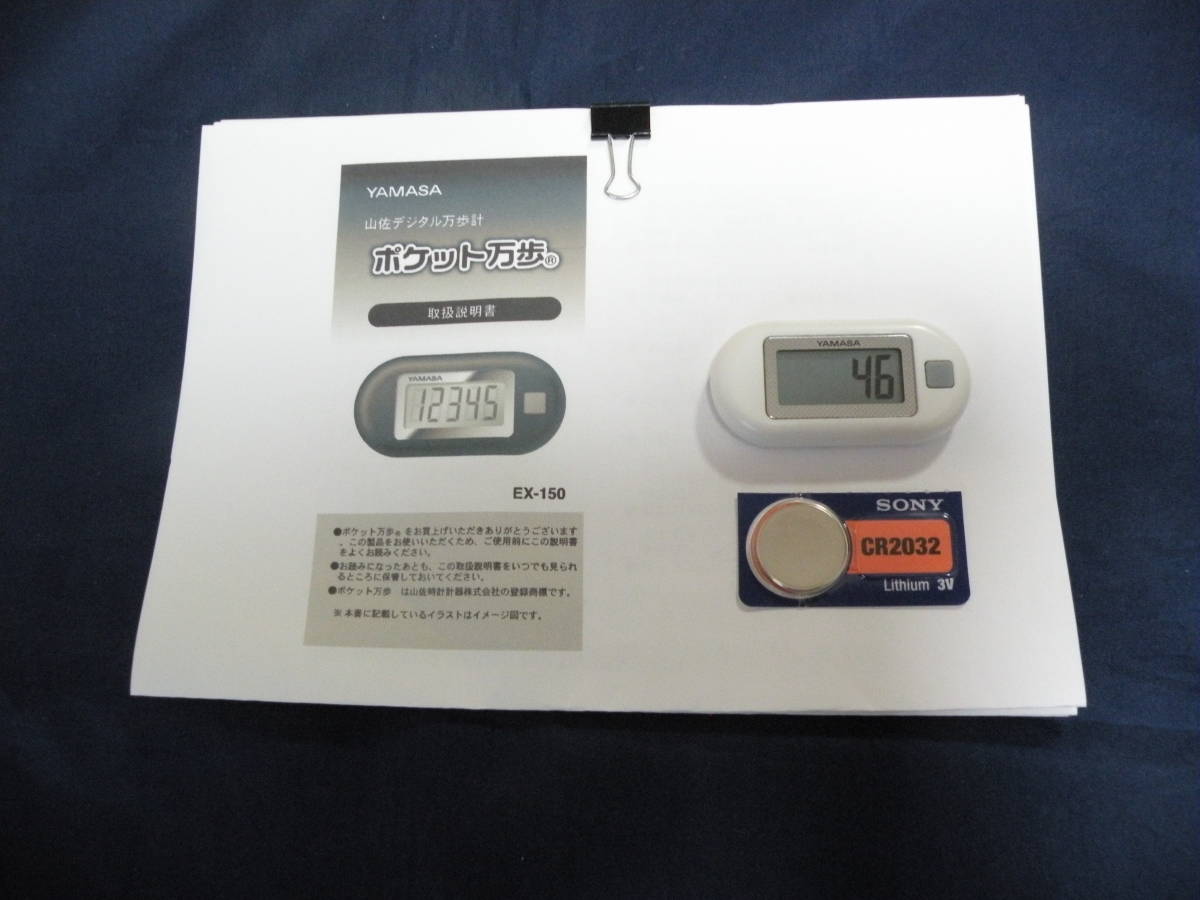 YAMASA
山佐デジタル万歩計
ポケット万歩®
取扱説明書
YAMASA
12345
EX-150
●ポケット万歩®をお買上げいただきありがとうございます
。この製品をお使いいただくため、ご使用前にこの説明書
をよくお読みください。
●お読みになったあとも、この取扱説明書をいつでも見られ
るところに保管しておいてください。
●ポケット万歩 は山佐時計計器株式会社の登録商標です。
※本書に記載しているイラストはイメージ図です。
YAMASA
46
SONY
CR2032
Lithium 3V